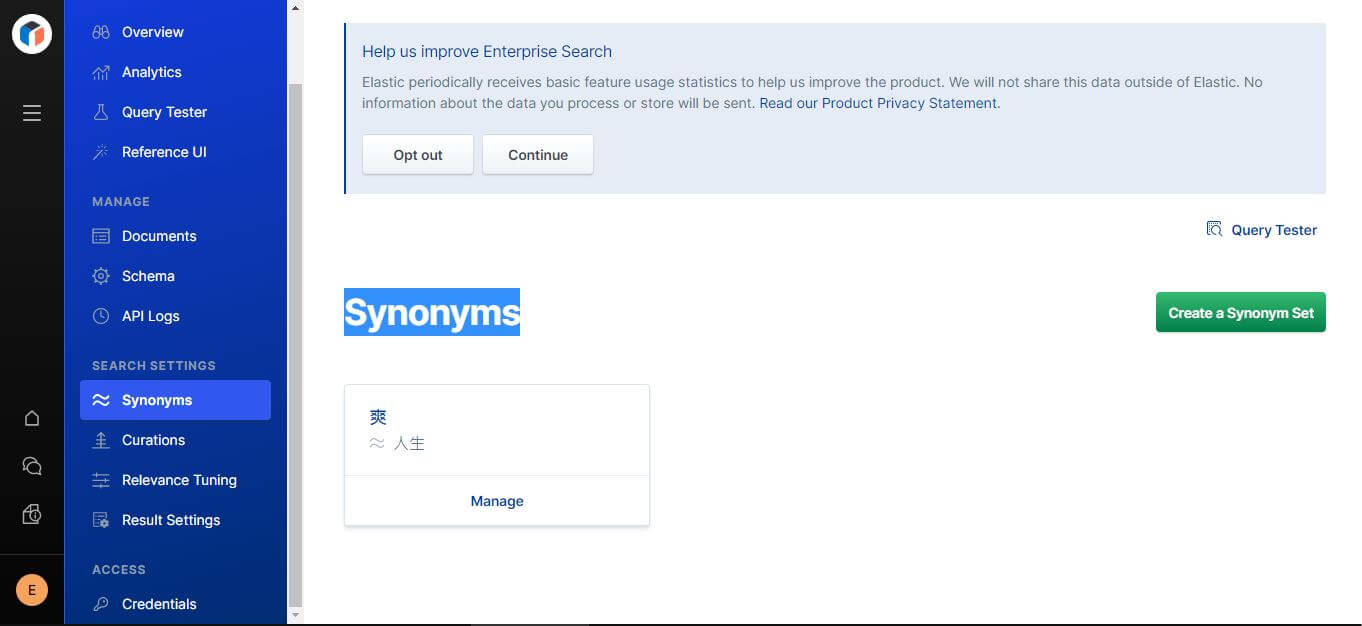 Overview
Analytics
Query Tester
Reference UI
MANAGE
Documents
Schema
API Logs
SEARCH SETTINGS
Synonyms
Curations
Relevance Tuning
Result Settings
ACCESS
Credentials
E
Help us improve Enterprise Search
Elastic periodically receives basic feature usage statistics to help us improve the product. We will not share this data outside of Elastic. No
information about the data you process or store will be sent. Read our Product Privacy Statement.
Opt out Continue
Query Tester
Synonyms
Create a Synonym Set
爽
≈ 人生
Manage